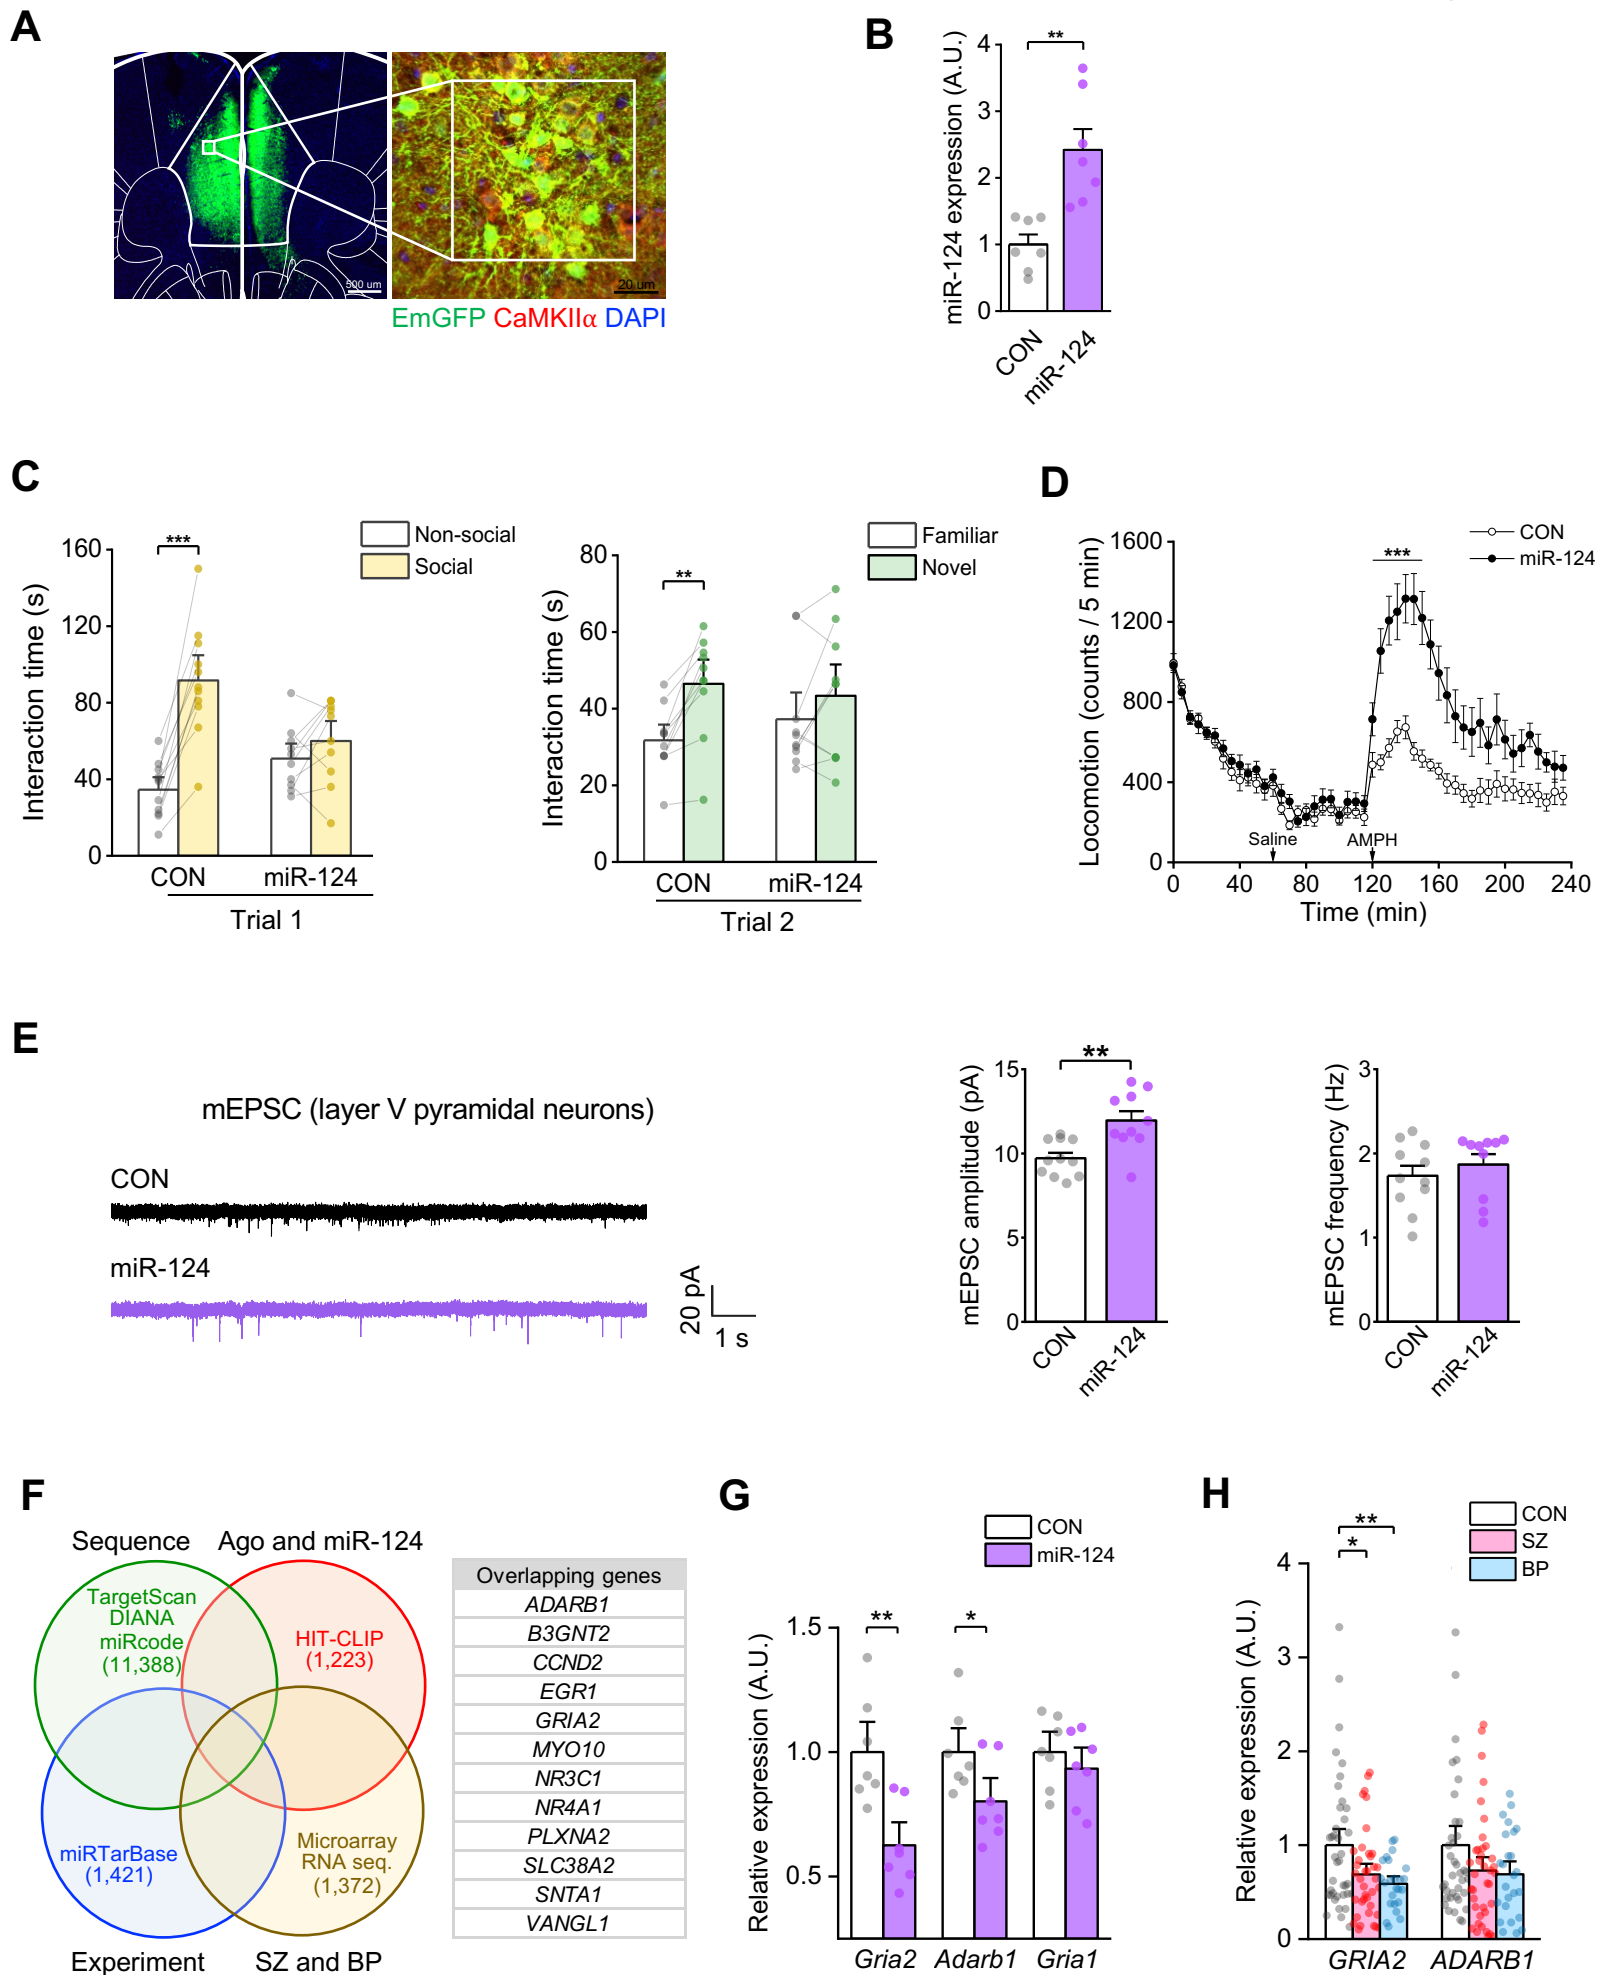 A
500 um
20 um
EmGFP CaMKIIα DAPI
B
miR-124 expression (A.U.)
4
3
2
1
0
**
CON
miR-124
C
Interaction time (s)
160
120
80
40
0
***
Non-social
Social
CON
miR-124
Trial 1
Interaction time (s)
80
60
40
20
0
**
Familiar
Novel
CON
miR-124
Trial 2
D
Locomotion (counts / 5 min)
1600
1200
800
400
0
***
CON
miR-124
Saline
AMPH
0 40 80 120 160 200 240
Time (min)
E
mEPSC (layer V pyramidal neurons)
CON
miR-124
20 pA
1 s
mEPSC amplitude (pA)
15
10
5
0
**
CON
miR-124
mEPSC frequency (Hz)
3
2
1
0
CON
miR-124
F
Sequence
Ago and miR-124
TargetScan
DIANA
miRcode
(11,388)
HIT-CLIP
(1,223)
miRTarBase
(1,421)
Microarray
RNA seq.
(1,372)
Experiment
SZ and BP
Overlapping genes
ADARB1
B3GNT2
CCND2
EGR1
GRIA2
MYO10
NR3C1
NR4A1
PLXNA2
SLC38A2
SNTA1
VANGL1
G
CON
miR-124
Relative expression (A.U.)
1.5
1.0
0.5
**
*
Gria2
Adarb1
Gria1
H
CON
SZ
BP
Relative expression (A.U.)
4
3
2
1
0
**
*
GRIA2
ADARB1